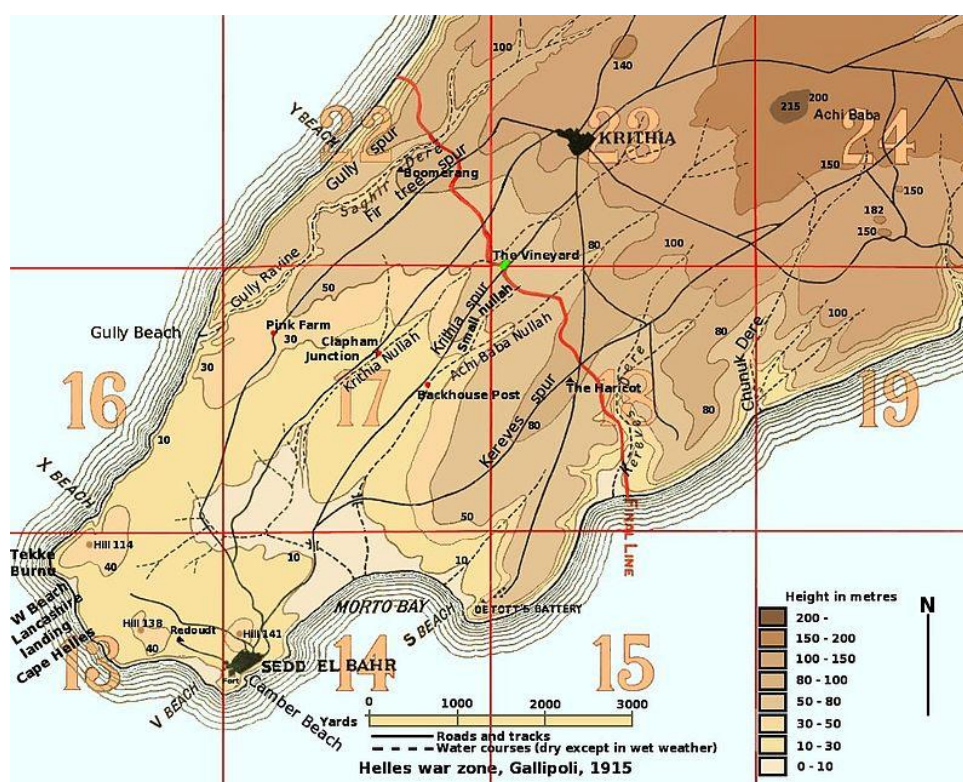 100
140
200
215
Achi Baba
Y BEACH
22
23
24
KRITHIA
Gully spur
Saghir Dere
Fir tree spur
Boomerang
150
150
182
150
The Vineyard
80
100
Gully Ravine
50
Krithia spur
Small nullah
Achi Baba Nullah
Gully Beach
Pink Farm
30
Clapham
Junction
Krithia Nullah
80
100
Chunuk Dere
30
16
17
18
19
Backhouse Post
The Haricot
Kereves Dere
Kereves spur
80
80
10
X BEACH
50
FINAL LINE
Tekke
Burnu
Hill 114
40
10
10
W Beach
Lancashire
landing
Cape Helles
MORTO BAY
S BEACH
DE TOTT'S BATTERY
Hill 138
Redoudt
Hill 141
40
13
14
15
SEDD EL BAHR
Fort
V BEACH
Camber Beach
0 1000 2000 3000
Yards
Roads and tracks
Water courses (dry except in wet weather)
Helles war zone, Gallipoli, 1915
Height in metres
200 -
150 - 200
100 - 150
80 - 100
50 - 80
30 - 50
10 - 30
0 - 10
N